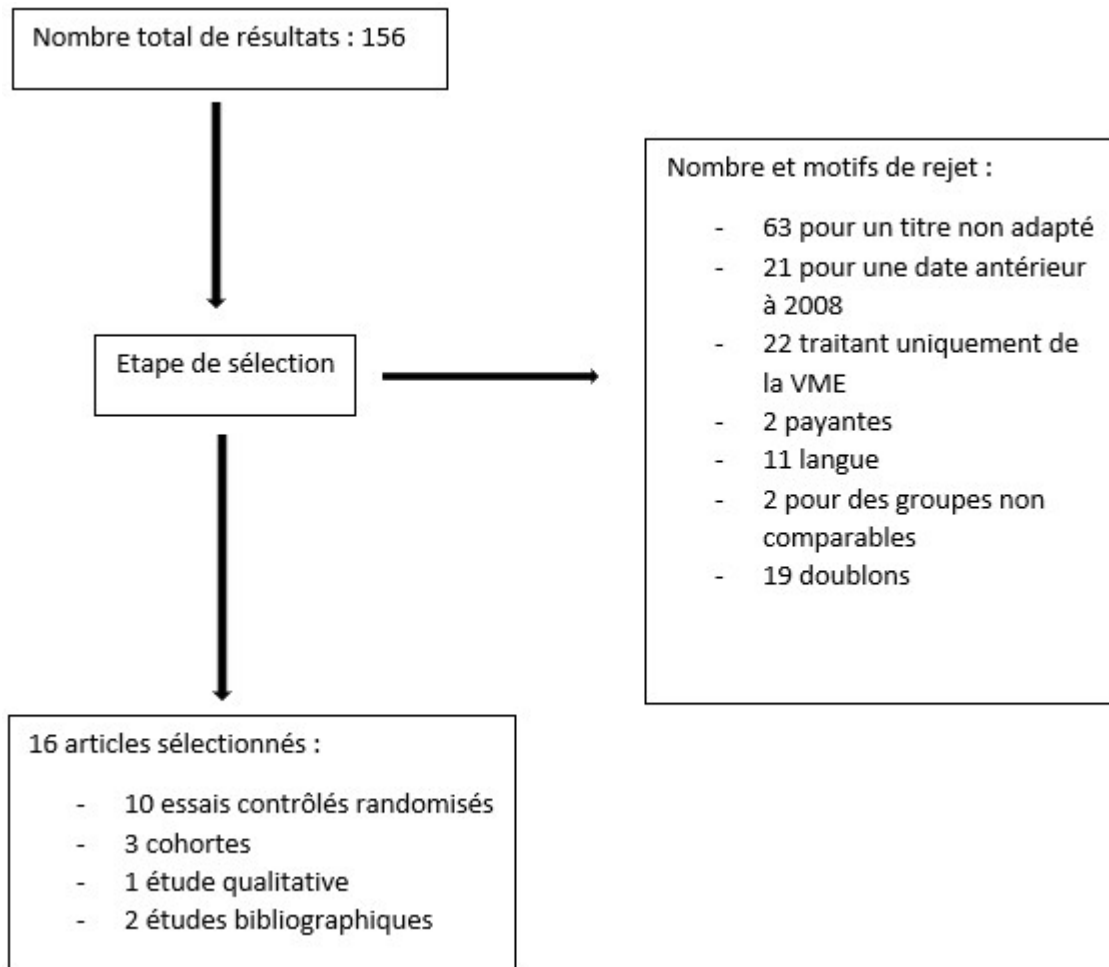 Nombre total de résultats : 156
Nombre et motifs de rejet :
- 63 pour un titre non adapté
- 21 pour une date antérieur
à 2008
- 22 traitant uniquement de
la VME
- 2 payantes
- 11 langue
- 2 pour des groupes non
comparables
- 19 doublons
Etape de sélection
16 articles sélectionnés :
- 10 essais contrôlés randomisés
- 3 cohortes
- 1 étude qualitative
- 2 études bibliographiques